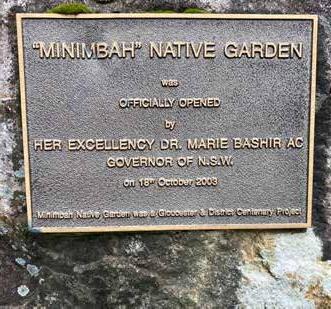 "MINIMBAH" NATIVE GARDEN
was
OFFICIALLY OPENED
by
HER EXCELLENCY DR. MARIE BASHIR AC
GOVERNOR OF N.S.W.
on 18th October 2003
Minimbah Native Garden was a Gloucester & District Centenary Project